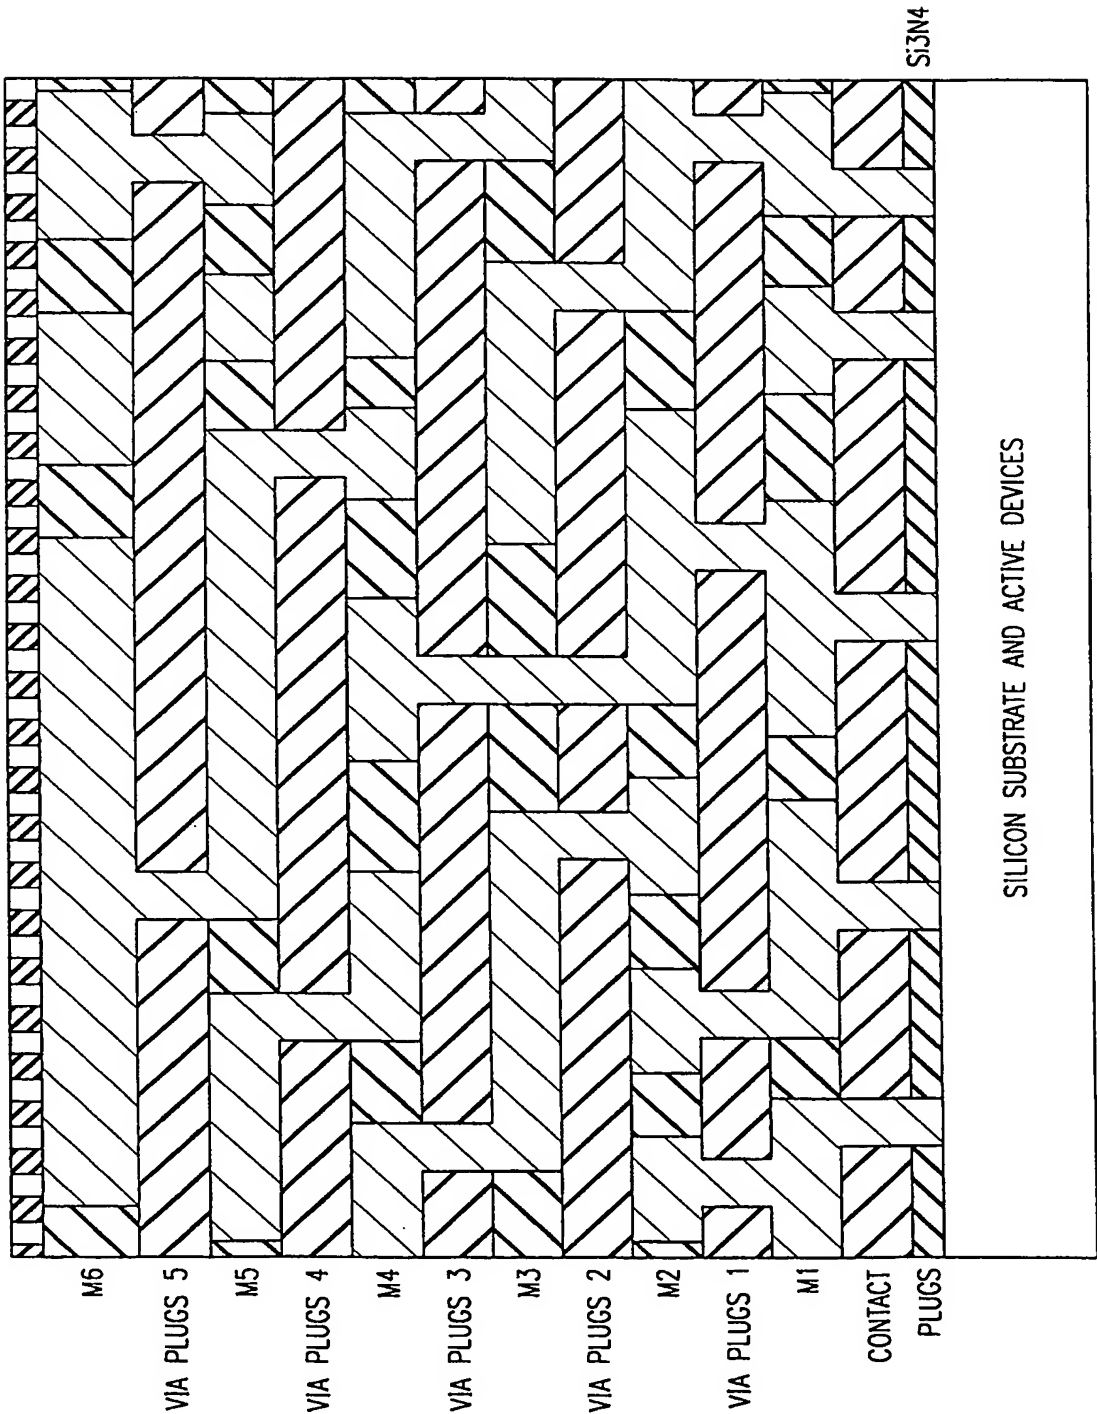 M6
VIA PLUGS 5
M5
VIA PLUGS 4
M4
VIA PLUGS 3
M3
VIA PLUGS 2
M2
VIA PLUGS 1
M1
CONTACT
PLUGS
Si3N4
SILICON SUBSTRATE AND ACTIVE DEVICES